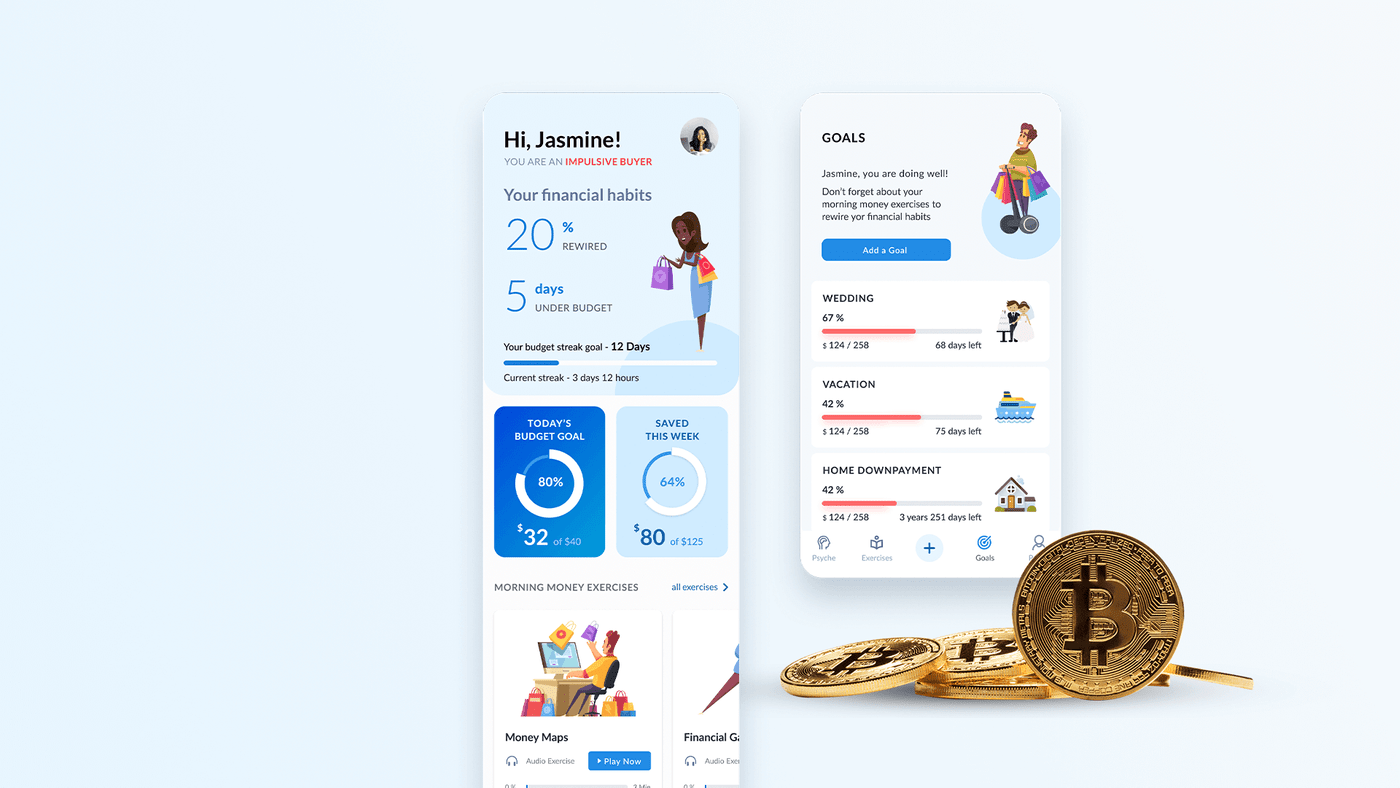 Hi, Jasmine!
YOU ARE AN IMPULSIVE BUYER
Your financial habits
20 %
REWIRED
5 days
UNDER BUDGET
Your budget streak goal - 12 Days
Current streak - 3 days 12 hours
TODAY'S
BUDGET GOAL
80%
$32 of $40
SAVED
THIS WEEK
64%
$80 of $125
MORNING MONEY EXERCISES
all exercises
Money Maps
Audio Exercise
Play Now
Financial
Audio
GOALS
Jasmine, you are doing well!
Don't forget about your
morning money exercises to
rewire yor financial habits
Add a Goal
WEDDING
67 %
$ 124 / 258 68 days left
VACATION
42 %
$ 124 / 258 75 days left
HOME DOWNPAYMENT
42 %
$ 124 / 258 3 years 251 days left
Psyche
Exercises
Goals